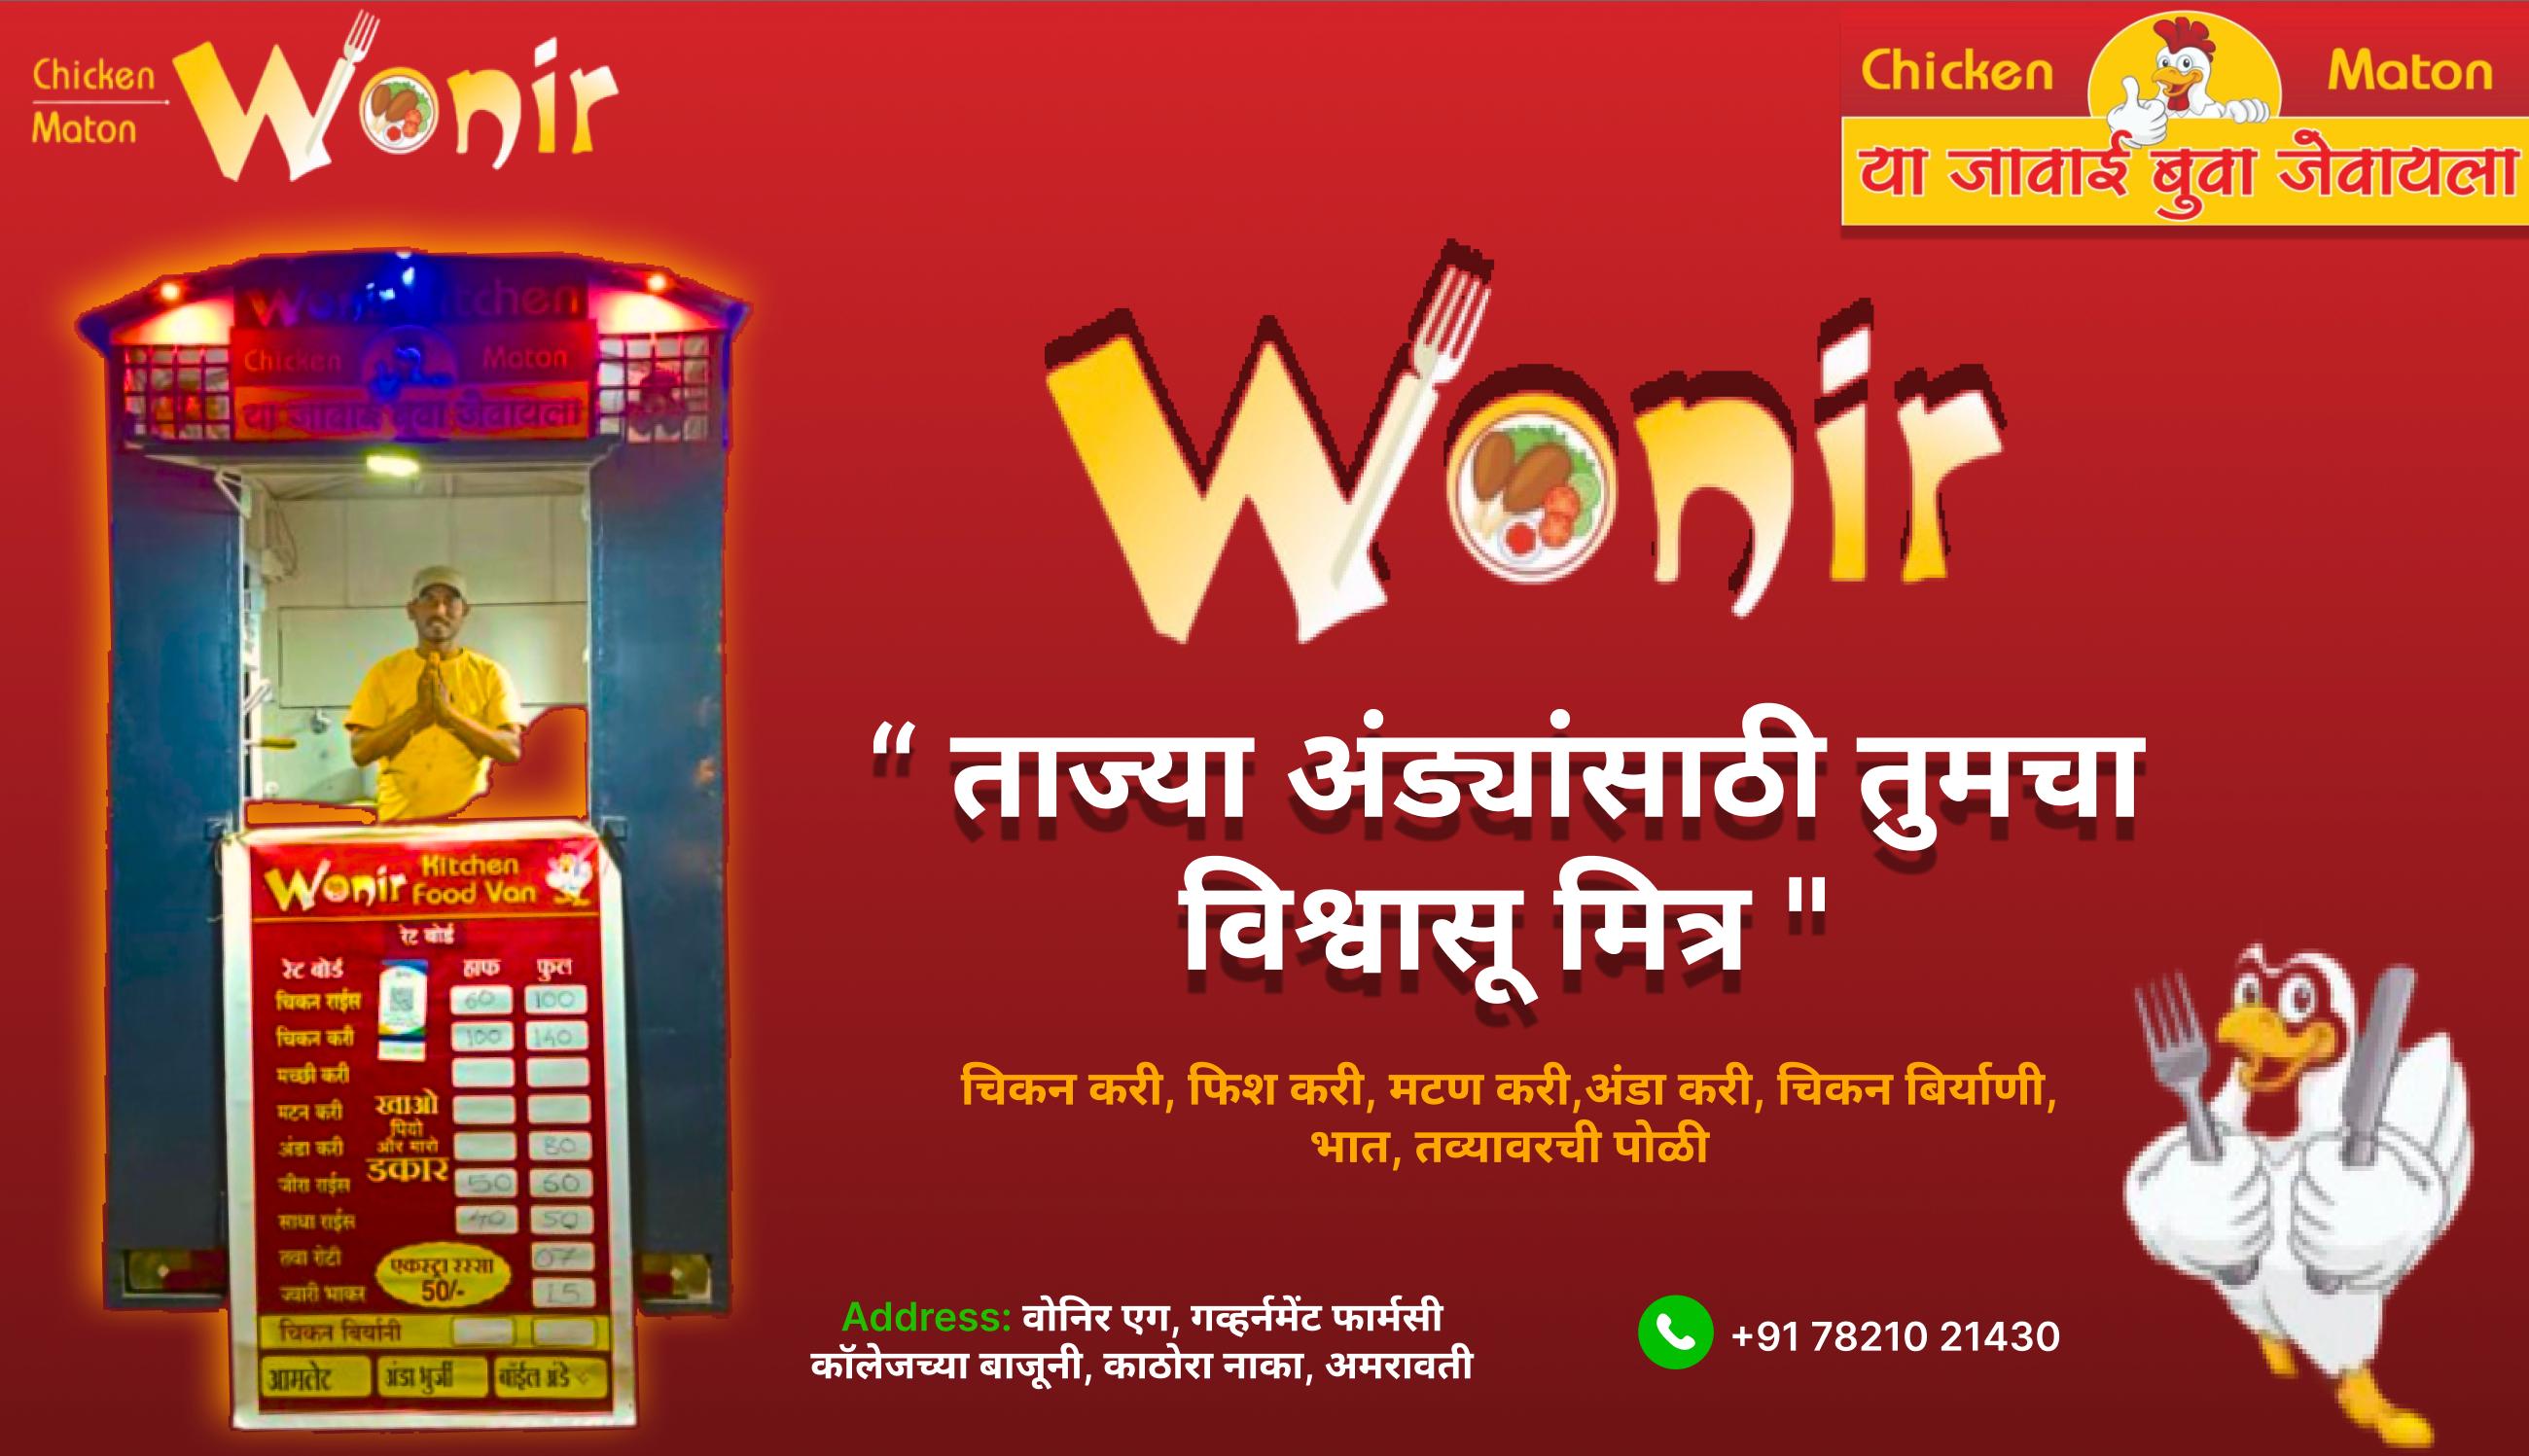 Chicken
Maton
Wonir
Chicken Maton
या जावाई बुवा जेवायला
Wonir
“ ताज्या अंड्यांसाठी तुमचा
विश्वासू मित्र "
चिकन करी, फिश करी, मटण करी,अंडा करी, चिकन बिर्याणी,
भात, तव्यावरची पोळी
Address: वोनिर एग, गव्हर्नमेंट फार्मसी
कॉलेजच्या बाजूनी, काठोरा नाका, अमरावती
+91 78210 21430
Chicken Maton
या जावाई बुवा जेवायला
Wonir Kitchen
Food Van
रेट बोर्ड
रेट बोर्ड हाफ फुल
चिकन राईस 60 100
चिकन करी 100 140
मच्छी करी
मटन करी
खाओ
पियो
और मारो
डकार
अंडा करी 80
जीरा राईस 50 60
साधा राईस 40 50
तवा रोटी 07
ज्वारी भाकर 15
एकस्ट्रा रस्सा
50/-
चिकन बिर्यानी
आमलेट अंडा भुर्जी बॉईल अंडे